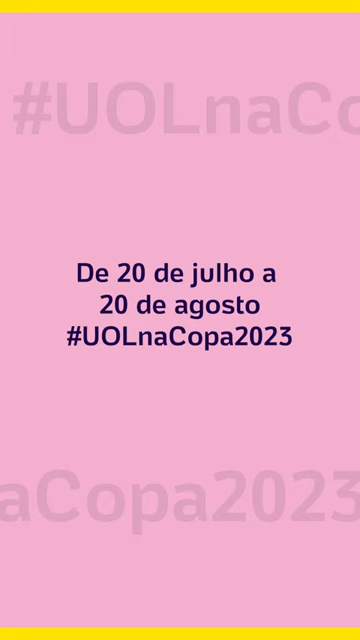 #UOLnaCo
De 20 de julho a
20 de agosto
#UOLnaCopa2023
aCopa2023